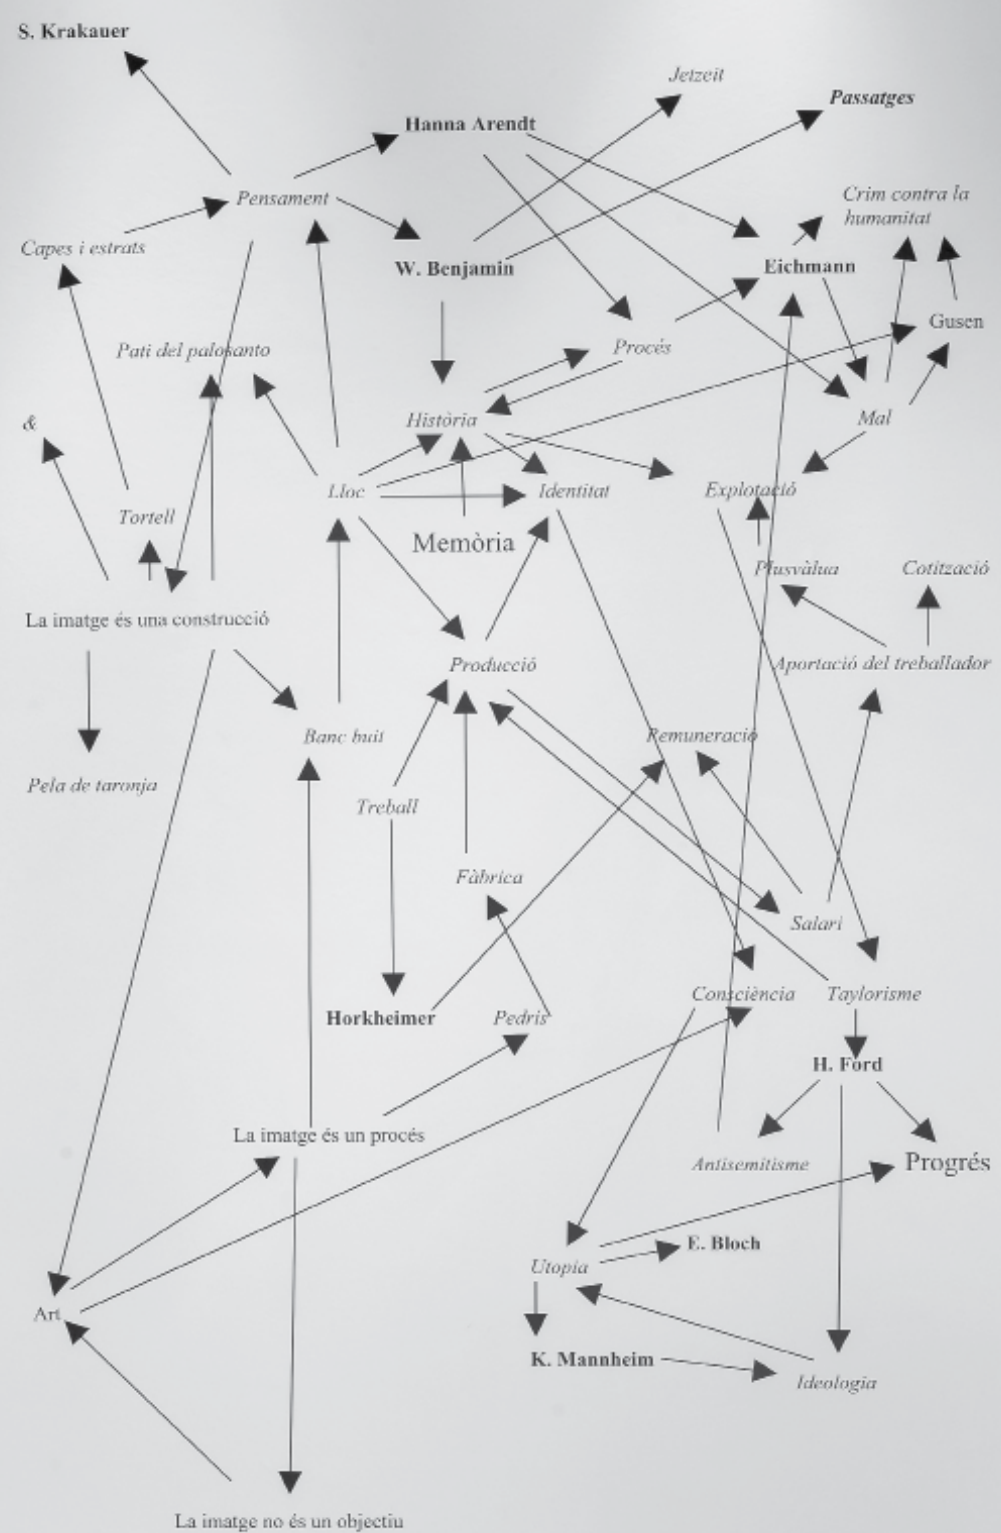 S. Krakauer
Jetzeit
Passatges
Hanna Arendt
Pensament
Crim contra la
humanitat
Capes i estrats
W. Benjamin
Eichmann
Gusen
Pati del palosanto
Procés
&
Història
Mal
Lloc
Identitat
Explotació
Tortell
Memòria
Plusvàlua
Cotització
La imatge és una construcció
Producció
Aportació del treballador
Banc buit
Remuneració
Pela de taronja
Treball
Fàbrica
Salari
Consciència
Taylorisme
Horkheimer
Pedris
H. Ford
La imatge és un procés
Antisemitisme
Progrés
E. Bloch
Utopia
Art
K. Mannheim
Ideologia
La imatge no és un objectiu